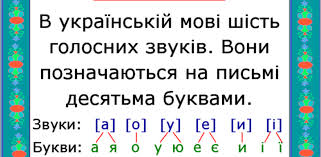 В українській мові шість
голосних звуків. Вони
позначаються на письмі
десятьма буквами.
Звуки: [а] [о] [у] [е] [и] [і]
Букви: а я о у ю е є и і ї